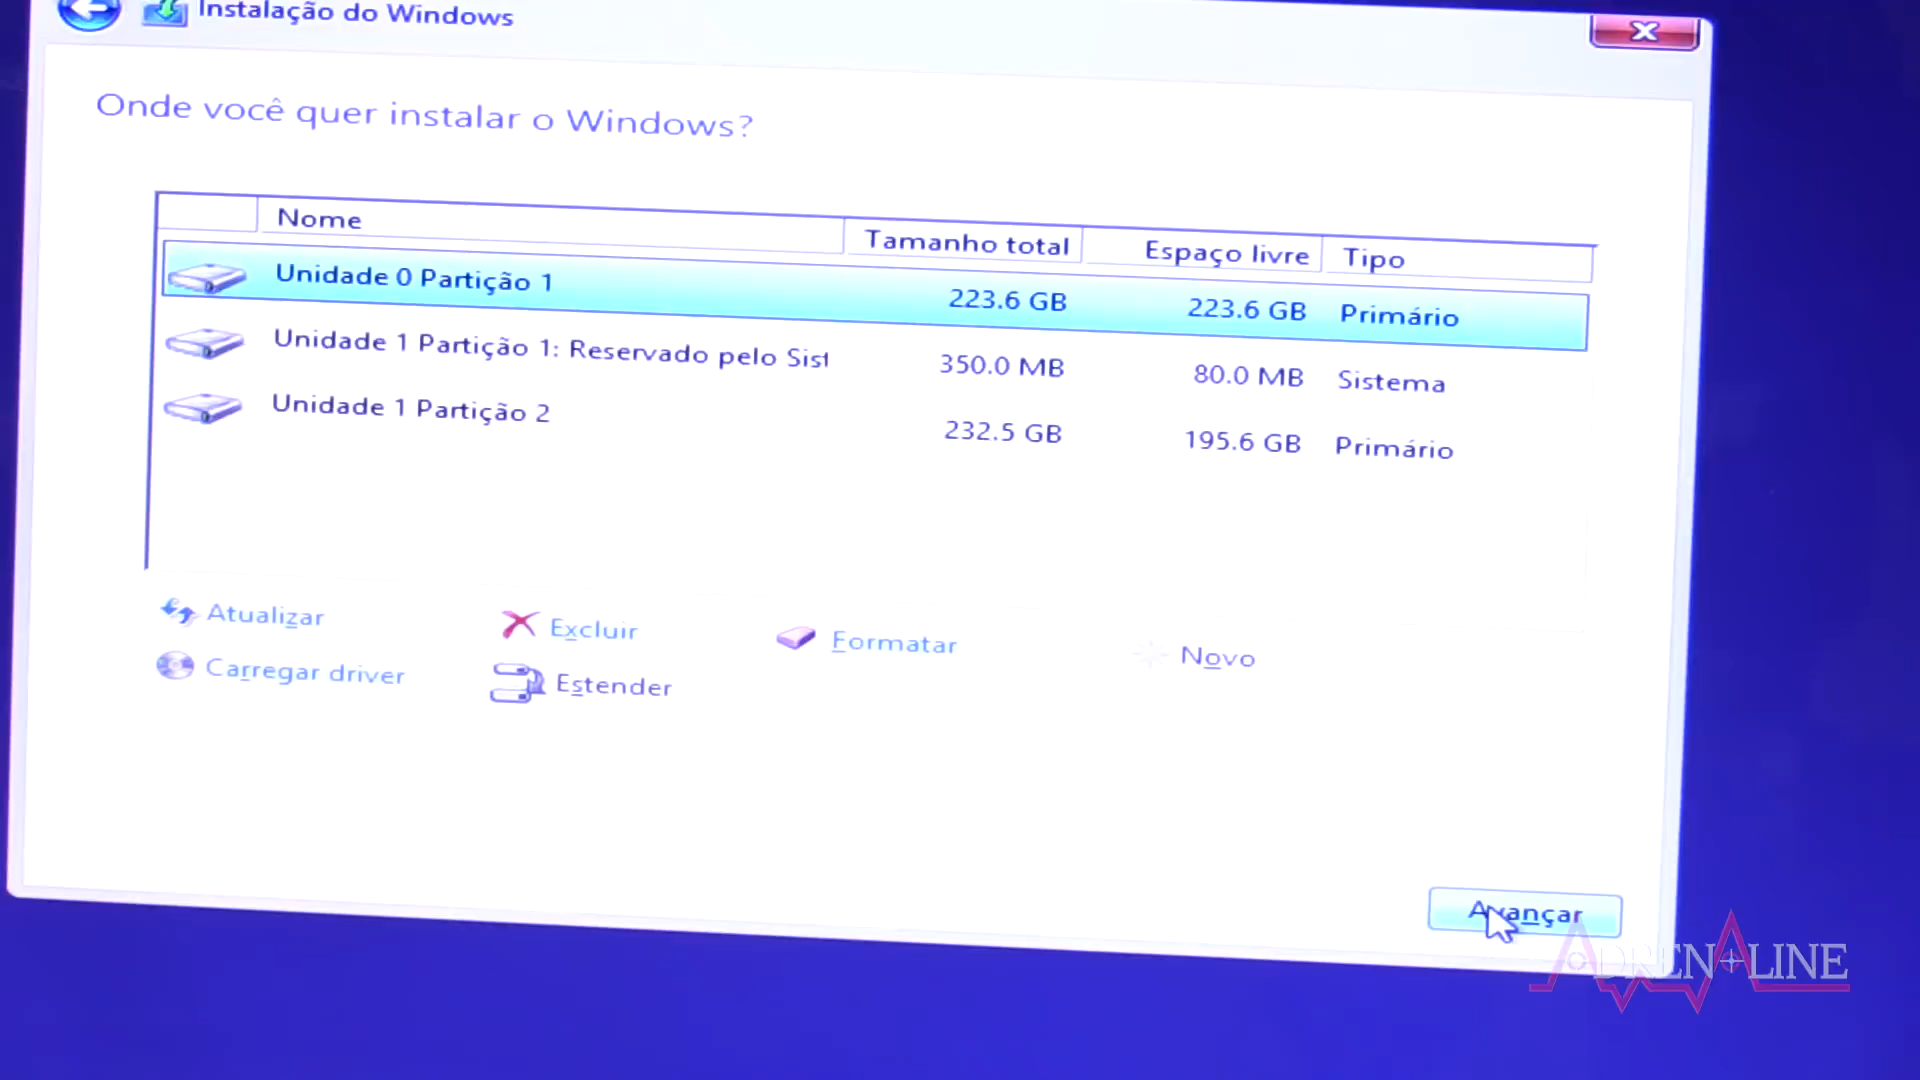 Instalação do Windows
Onde você quer instalar o Windows?
Nome Tamanho total Espaço livre Tipo
Unidade 0 Partição 1 223.6 GB 223.6 GB Primário
Unidade 1 Partição 1: Reservado pelo Sist 350.0 MB 80.0 MB Sistema
Unidade 1 Partição 2 232.5 GB 195.6 GB Primário
Atualizar Excluir Formatar Novo
Carregar driver Estender
Avançar
ADRENALINE